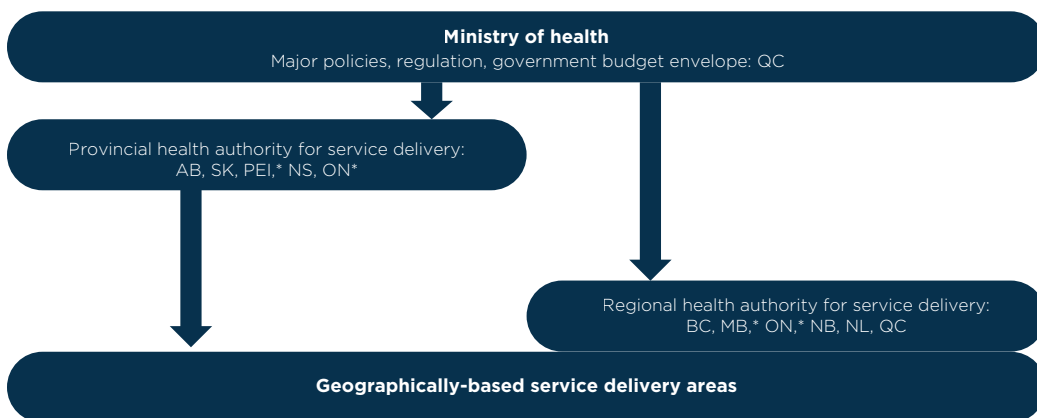 Ministry of health
Major policies, regulation, government budget envelope: QC
Provincial health authority for service delivery:
AB, SK, PEI,* NS, ON*
Regional health authority for service delivery:
BC, MB,* ON,* NB, NL, QC
Geographically-based service delivery areas